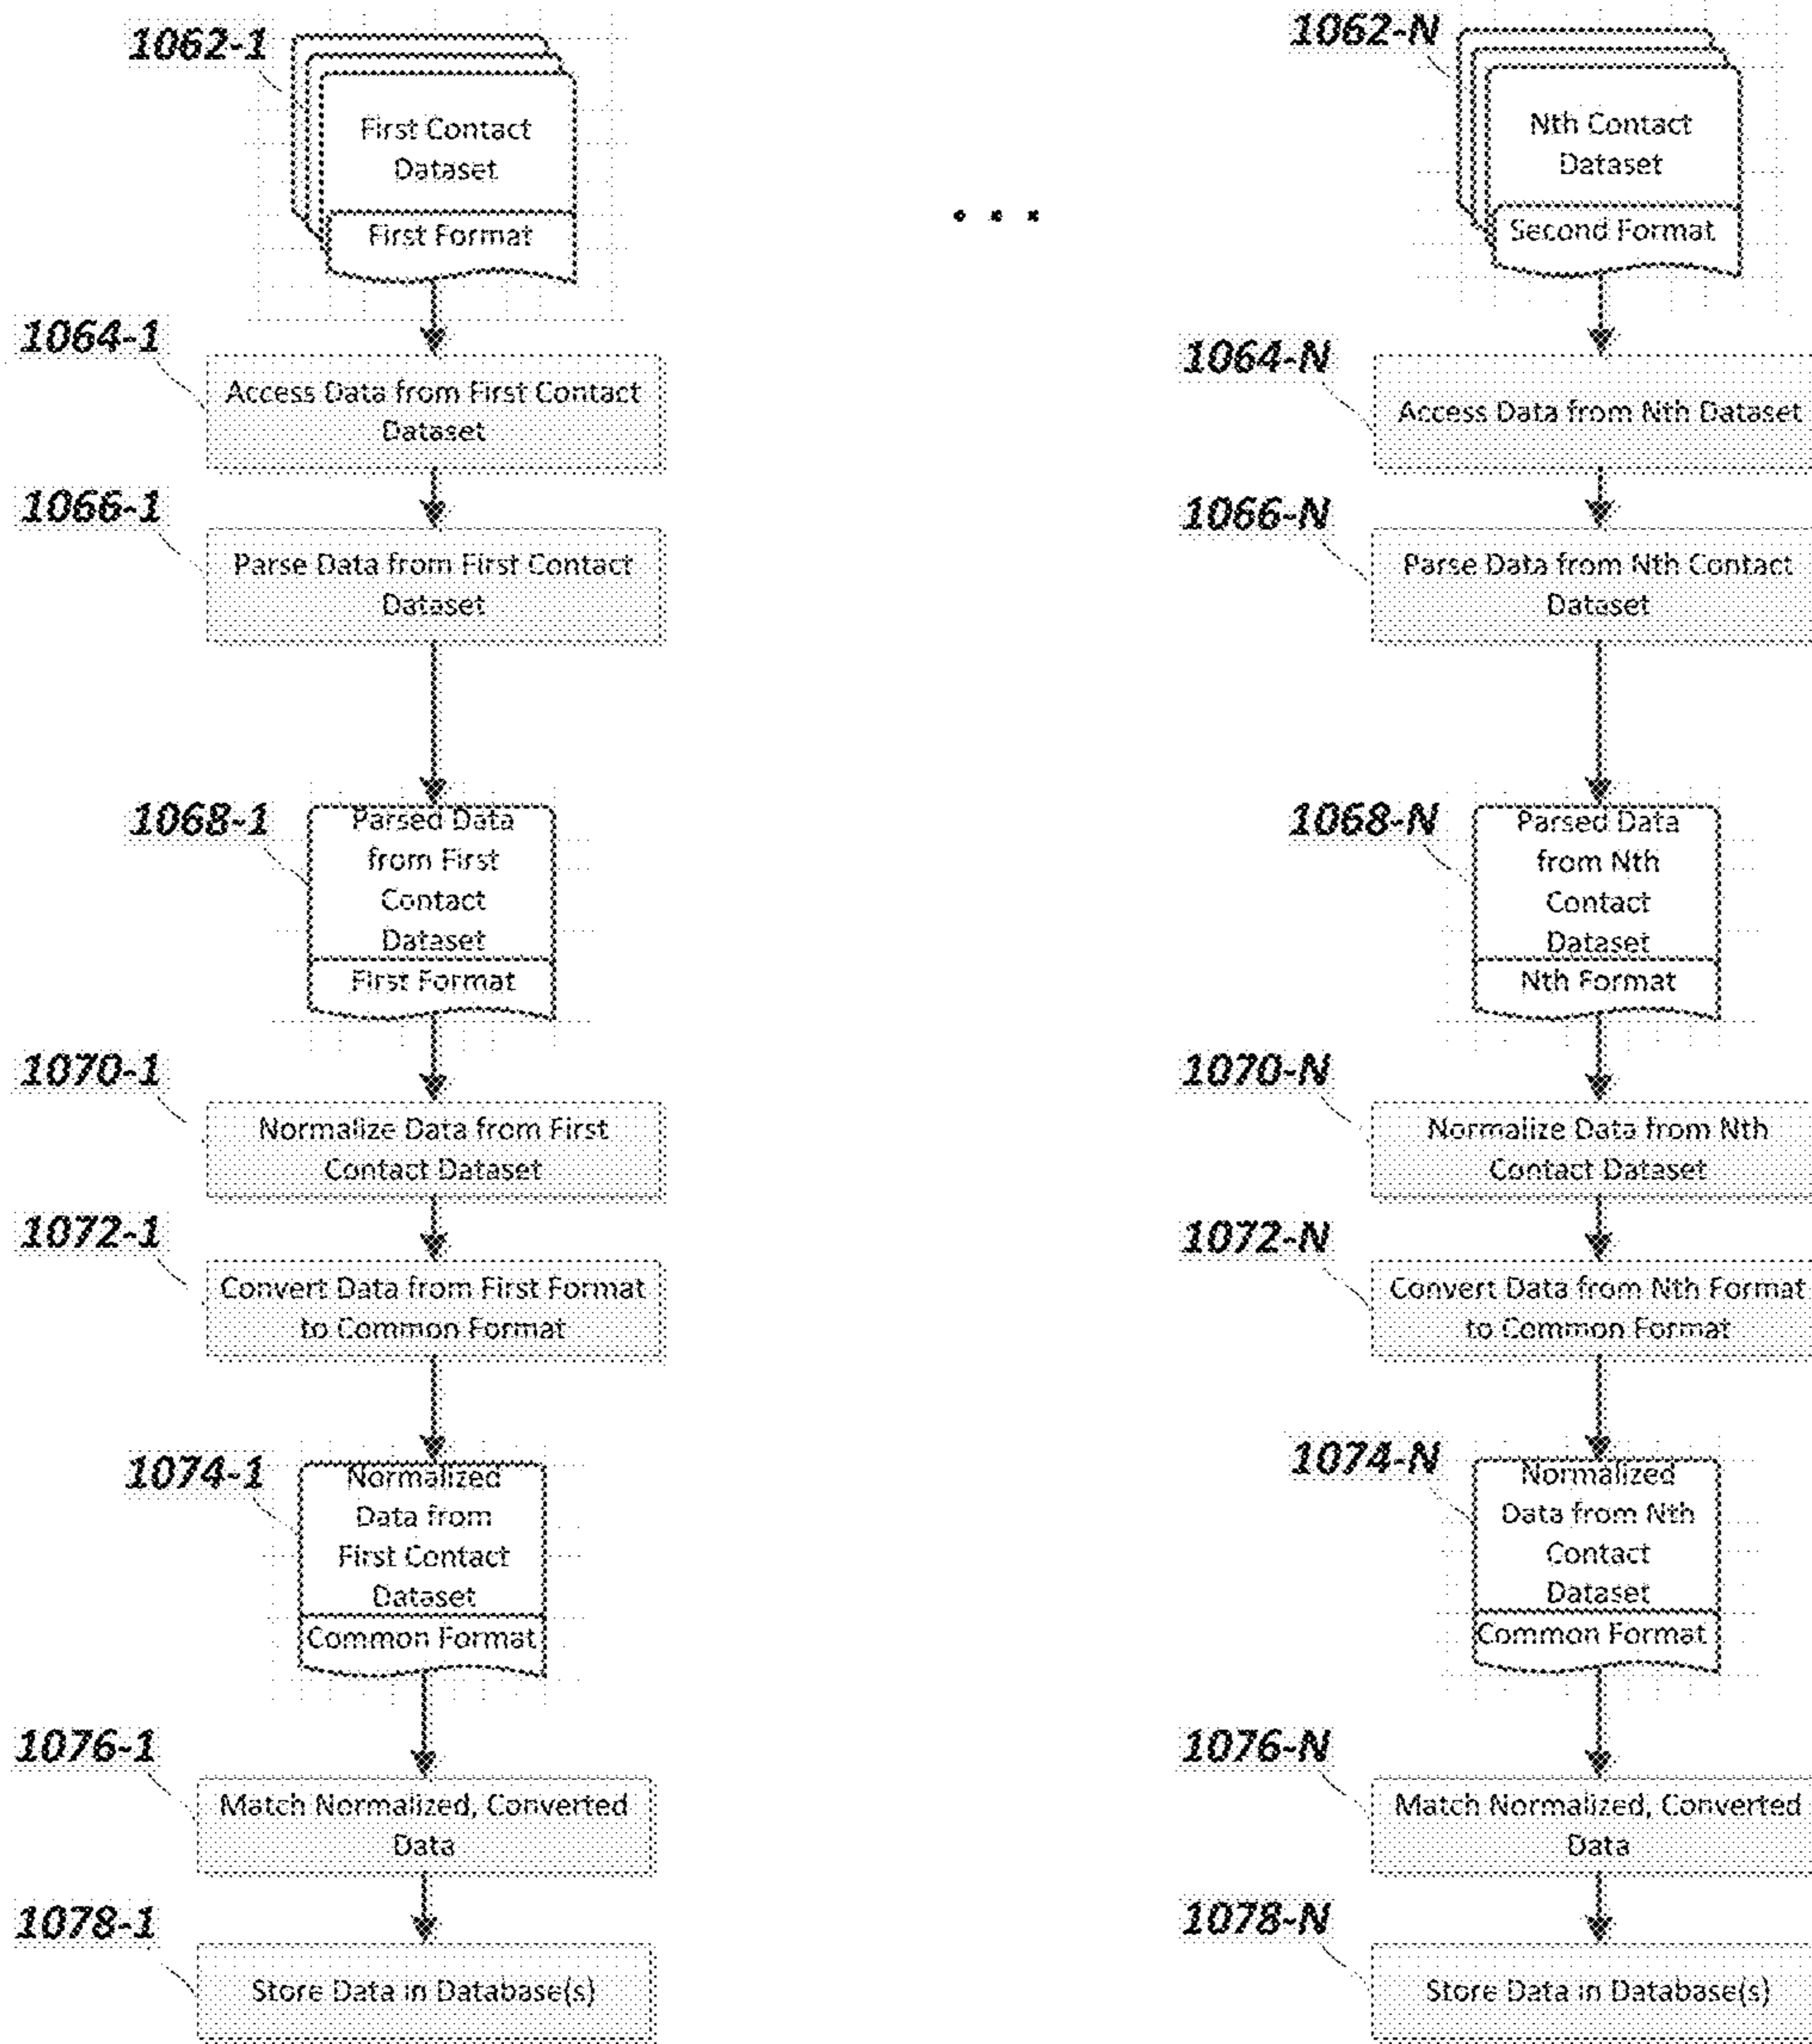 1062-1
First Contact
Dataset
First Format
1064-1
Access Data from First Contact
Dataset
1066-1
Parse Data from First Contact
Dataset
1068-1
Parsed Data
from First
Contact
Dataset
First Format
1070-1
Normalize Data from First
Contact Dataset
1072-1
Convert Data from First Format
to Common Format
1074-1
Normalized
Data from
First Contact
Dataset
Common Format
1076-1
Match Normalized, Converted
Data
1078-1
Store Data in Database(s)
. . .
1062-N
Nth Contact
Dataset
Second Format
1064-N
Access Data from Nth Dataset
1066-N
Parse Data from Nth Contact
Dataset
1068-N
Parsed Data
from Nth
Contact
Dataset
Nth Format
1070-N
Normalize Data from Nth
Contact Dataset
1072-N
Convert Data from Nth Format
to Common Format
1074-N
Normalized
Data from Nth
Contact
Dataset
Common Format
1076-N
Match Normalized, Converted
Data
1078-N
Store Data in Database(s)